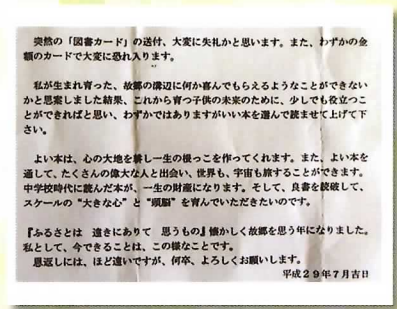 突然の「図書カード」の送付、大変に失礼かと思います。また、わずかの金
額のカードで大変に恐れ入ります。
私が生まれ育った、故郷の溝辺に何か喜んでもらえるようなことができない
かと思案しました結果、これから育つ子供の未来のために、少しでも役立つこ
とができればと思い、わずかではありますがいい本を選んで読ませて上げて下
さい。
よい本は、心の大地を耕し一生の根っこを作ってくれます。また、よい本を
通して、たくさんの偉大な人と出会い、世界も、宇宙も旅することができます。
中学校時代に読んだ本が、一生の財産になります。そして、良書を読破して、
スケールの“大きな心”と“頭脳”を育んでいただきたいのです。
『ふるさとは　遠きにありて　思うもの』懐かしく故郷を思う年になりました。
私として、今できることは、この様なことです。
恩返しには、ほど遠いですが、何卒、よろしくお願いします。
平成２９年７月吉日